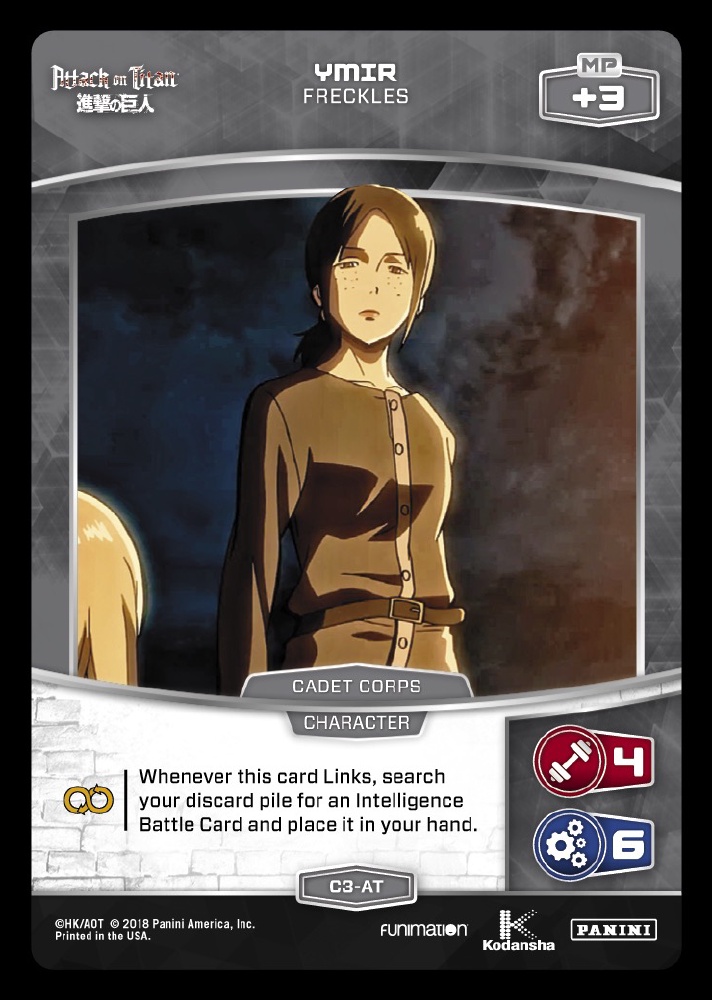 Attack on Titan
進撃の巨人
YMIR
FRECKLES
MP
+3
CADET CORPS
CHARACTER
Whenever this card Links, search
your discard pile for an Intelligence
Battle Card and place it in your hand.
4
6
C3-AT
©HK/AOT © 2018 Panini America, Inc.
Printed in the USA.
FUNIMATION
Kodansha
PANINI